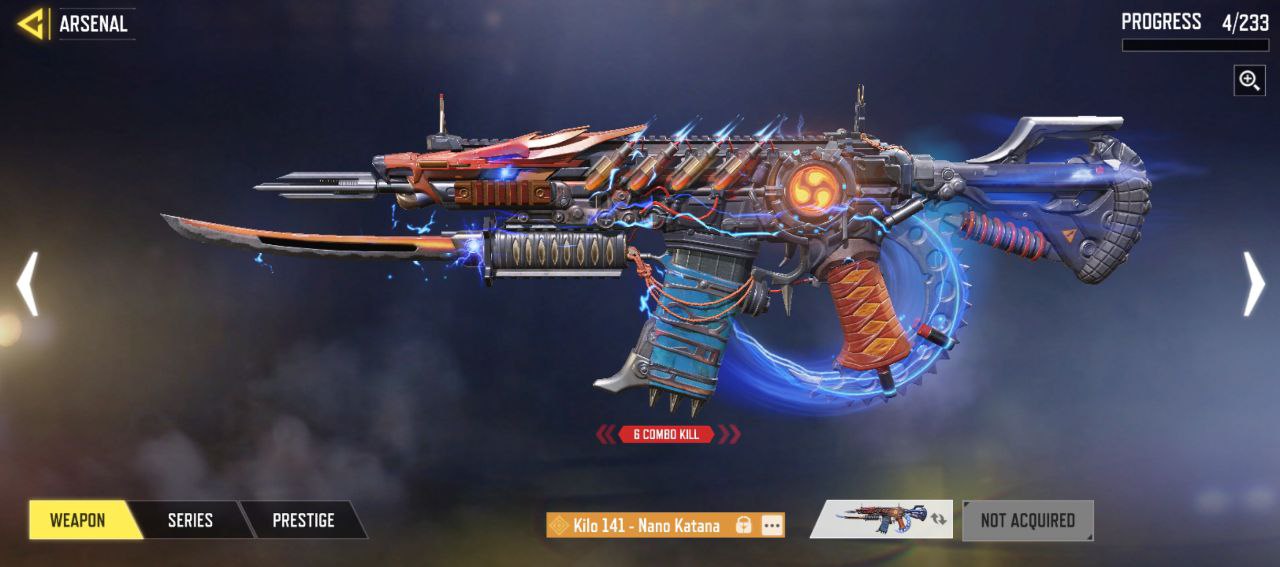 ARSENAL
PROGRESS 4/233
6 COMBO KILL
WEAPON
SERIES
PRESTIGE
Kilo 141 - Nano Katana
NOT ACQUIRED